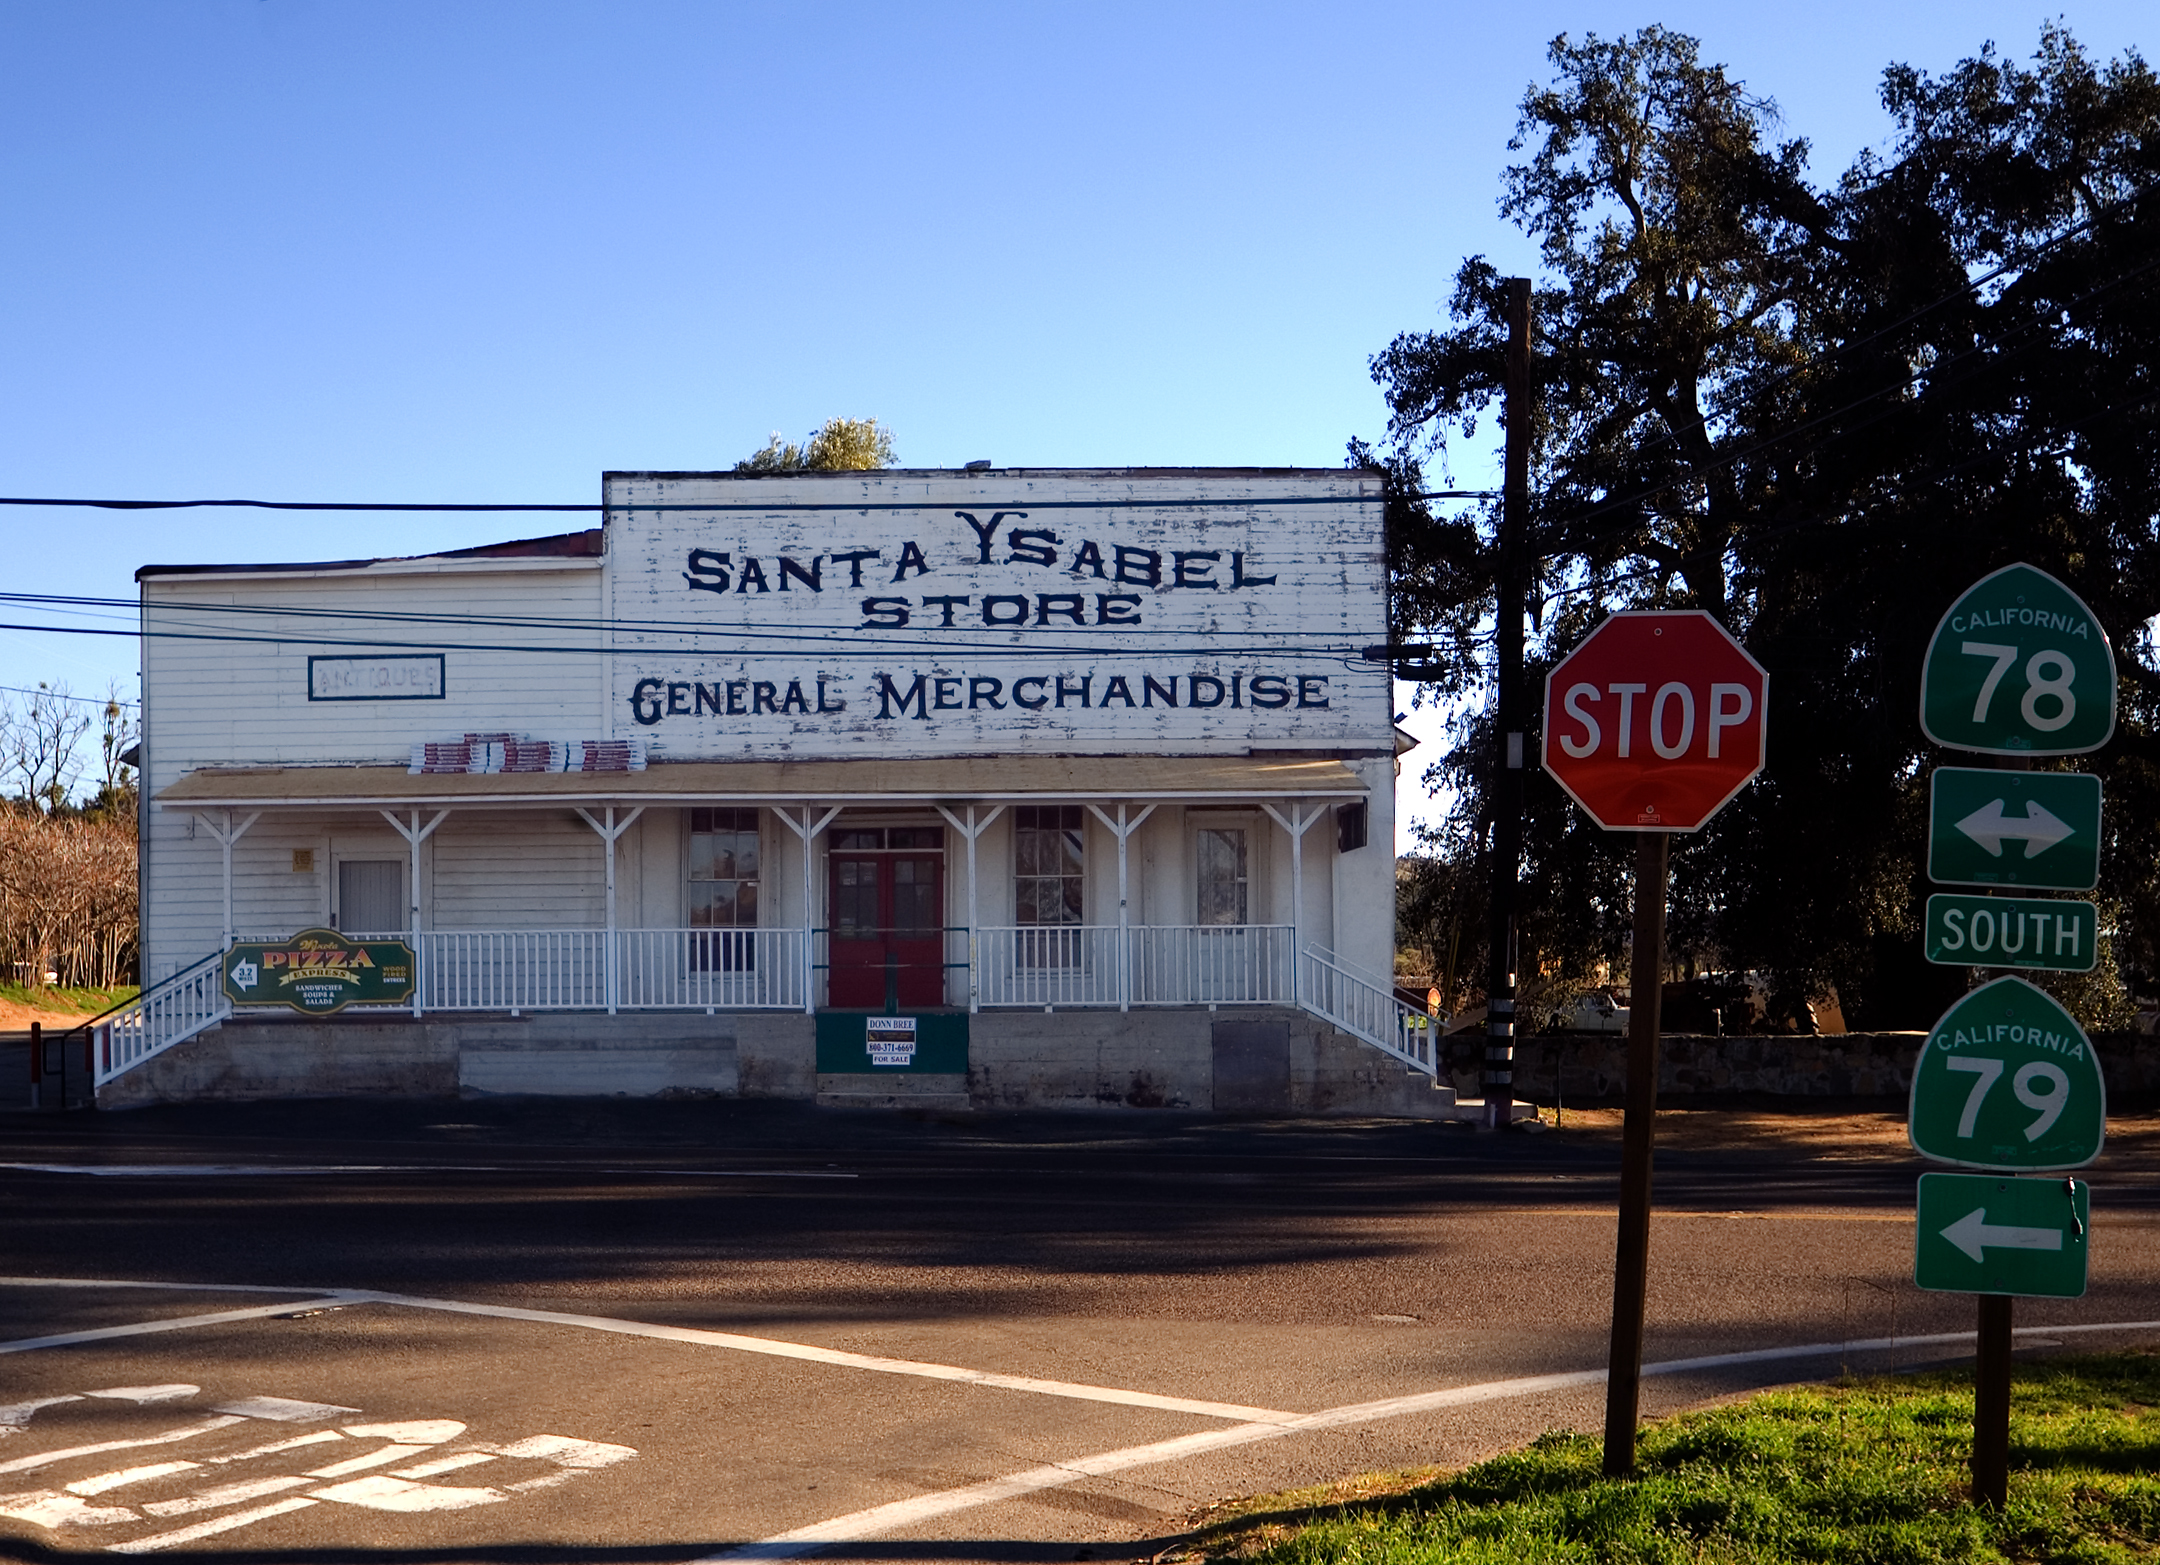 SANTA YSABEL
STORE
GENERAL MERCHANDISE
ANTIQUES
STOP
CALIFORNIA
78
SOUTH
CALIFORNIA
79
3.2
MILES
PIZZA
EXPRESS
SANDWICHES
SOUPS &
SALADS
WOOD
FIRED
ENTREES
DONN BREE
800-371-6669
FOR SALE